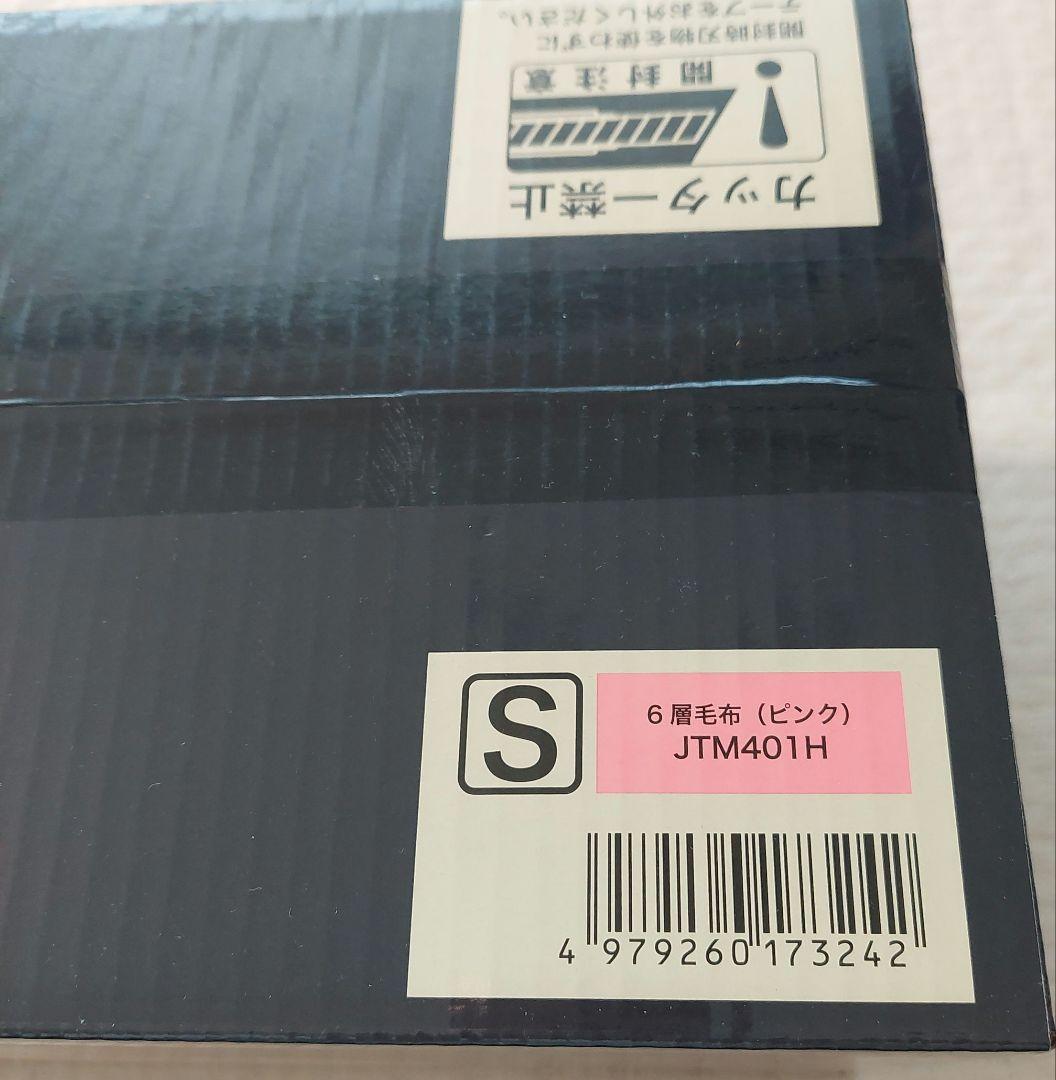 カッター禁止
開封注意
開封時刃物を使わずに
テープをお外しください。
S
6層毛布（ピンク）
JTM401H
4 979260 173242